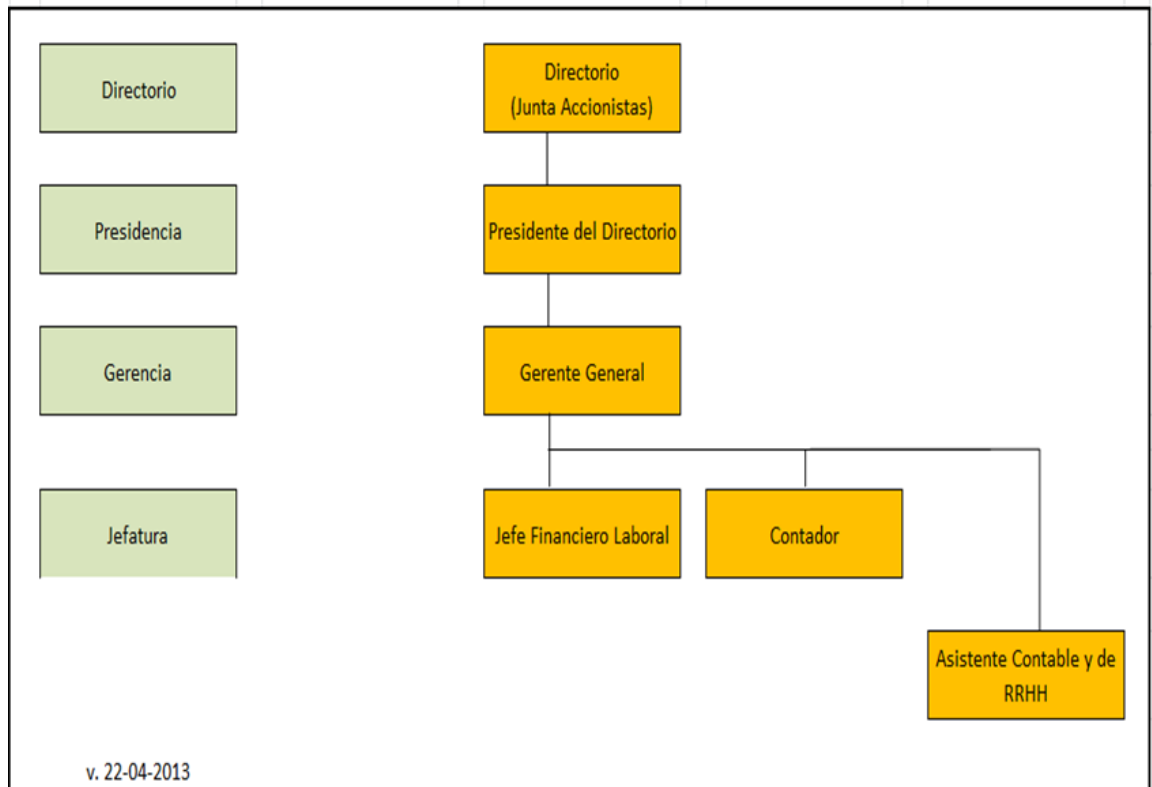 Directorio
Directorio
(Junta Accionistas)
Presidencia
Presidente del Directorio
Gerencia
Gerente General
Jefatura
Jefe Financiero Laboral
Contador
Asistente Contable y de
RRHH
v. 22-04-2013